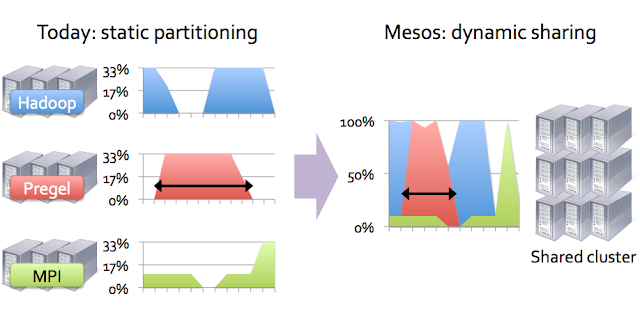 Today: static partitioning
Mesos: dynamic sharing
Hadoop
33%
17%
0%
Pregel
33%
17%
0%
MPI
33%
17%
0%
100%
50%
0%
Shared cluster